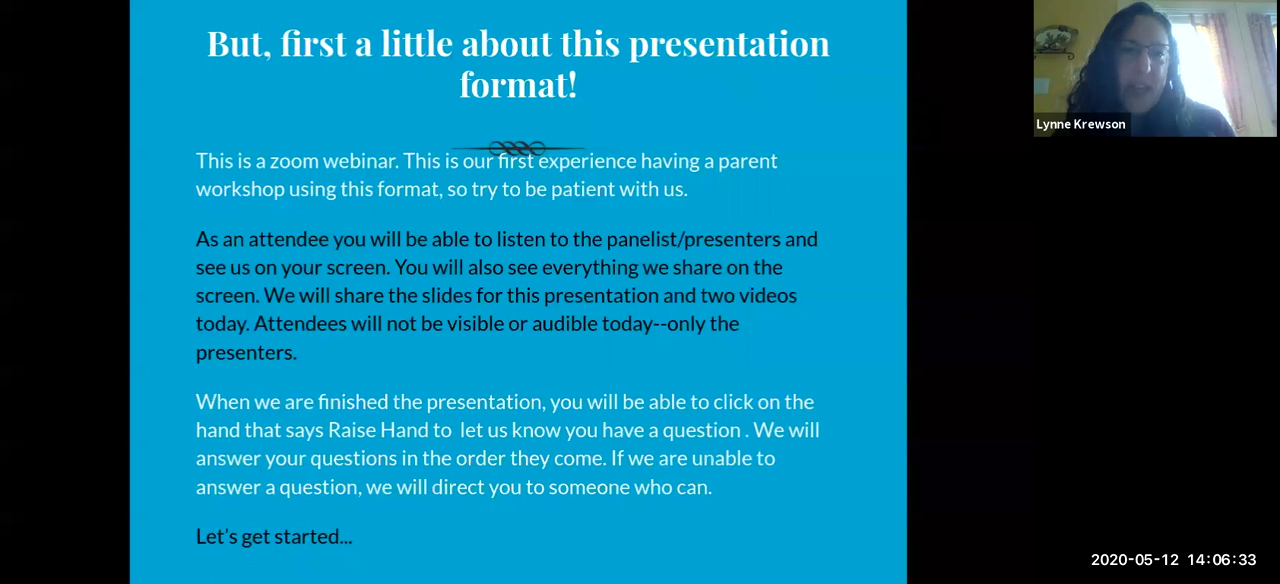 But, first a little about this presentation
format!
This is a zoom webinar. This is our first experience having a parent
workshop using this format, so try to be patient with us.
As an attendee you will be able to listen to the panelist/presenters and
see us on your screen. You will also see everything we share on the
screen. We will share the slides for this presentation and two videos
today. Attendees will not be visible or audible today--only the
presenters.
When we are finished the presentation, you will be able to click on the
hand that says Raise Hand to  let us know you have a question . We will
answer your questions in the order they come. If we are unable to
answer a question, we will direct you to someone who can.
Let's get started...
Lynne Krewson
2020-05-12 14:06:33